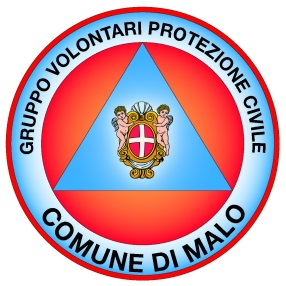 GRUPPO VOLONTARI PROTEZIONE CIVILE
COMUNE DI MALO